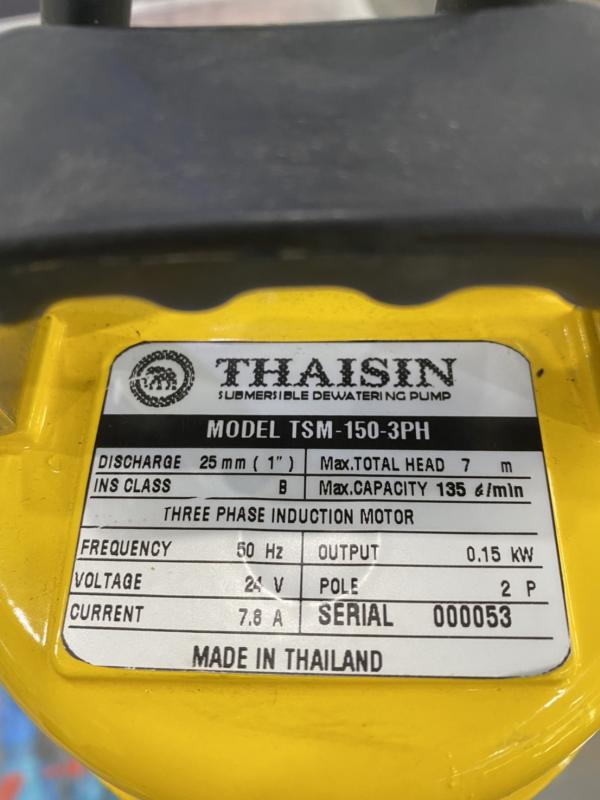 THAISIN
SUBMERSIBLE DEWATERING PUMP
MODEL TSM-150-3PH
DISCHARGE 25 mm ( 1" ) Max.TOTAL HEAD 7 m
INS CLASS B Max.CAPACITY 135 ℓ/min
THREE PHASE INDUCTION MOTOR
FREQUENCY 50 Hz OUTPUT 0.15 kW
VOLTAGE 24 V POLE 2 P
CURRENT 7.8 A SERIAL 000053
MADE IN THAILAND